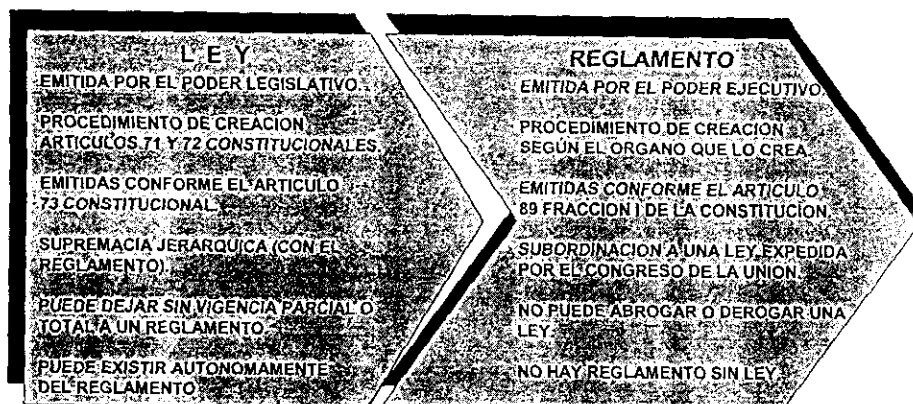 L E Y
EMITIDA POR EL PODER LEGISLATIVO.
PROCEDIMIENTO DE CREACION
ARTICULOS 71 Y 72 CONSTITUCIONALES
EMITIDAS CONFORME EL ARTICULO
73 CONSTITUCIONAL.
SUPREMACIA JERARQUICA (CON EL
REGLAMENTO).
PUEDE DEJAR SIN VIGENCIA PARCIAL O
TOTAL A UN REGLAMENTO.
PUEDE EXISTIR AUTONOMAMENTE
DEL REGLAMENTO
REGLAMENTO
EMITIDA POR EL PODER EJECUTIVO.
PROCEDIMIENTO DE CREACION
SEGÚN EL ORGANO QUE LO CREA
EMITIDAS CONFORME EL ARTICULO
89 FRACCION I DE LA CONSTITUCION.
SUBORDINACION A UNA LEY EXPEDIDA
POR EL CONGRESO DE LA UNION.
NO PUEDE ABROGAR O DEROGAR UNA
LEY.
NO HAY REGLAMENTO SIN LEY.